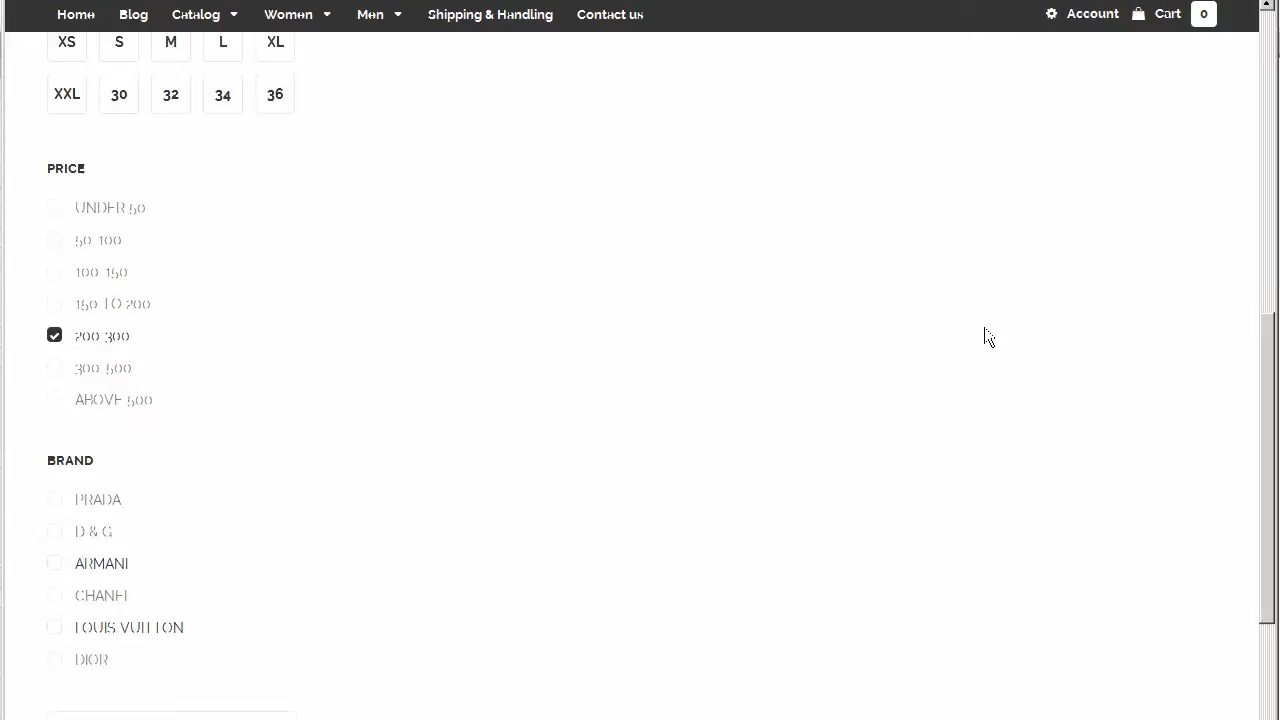 Home Blog Catalog Women Men Shipping & Handling Contact us Account Cart 0
XS S M L XL
XXL 30 32 34 36
PRICE
UNDER 50
50-100
100-150
150 TO 200
200-300
300-500
ABOVE 500
BRAND
PRADA
D & G
ARMANI
CHANEL
LOUIS VUITTON
DIOR